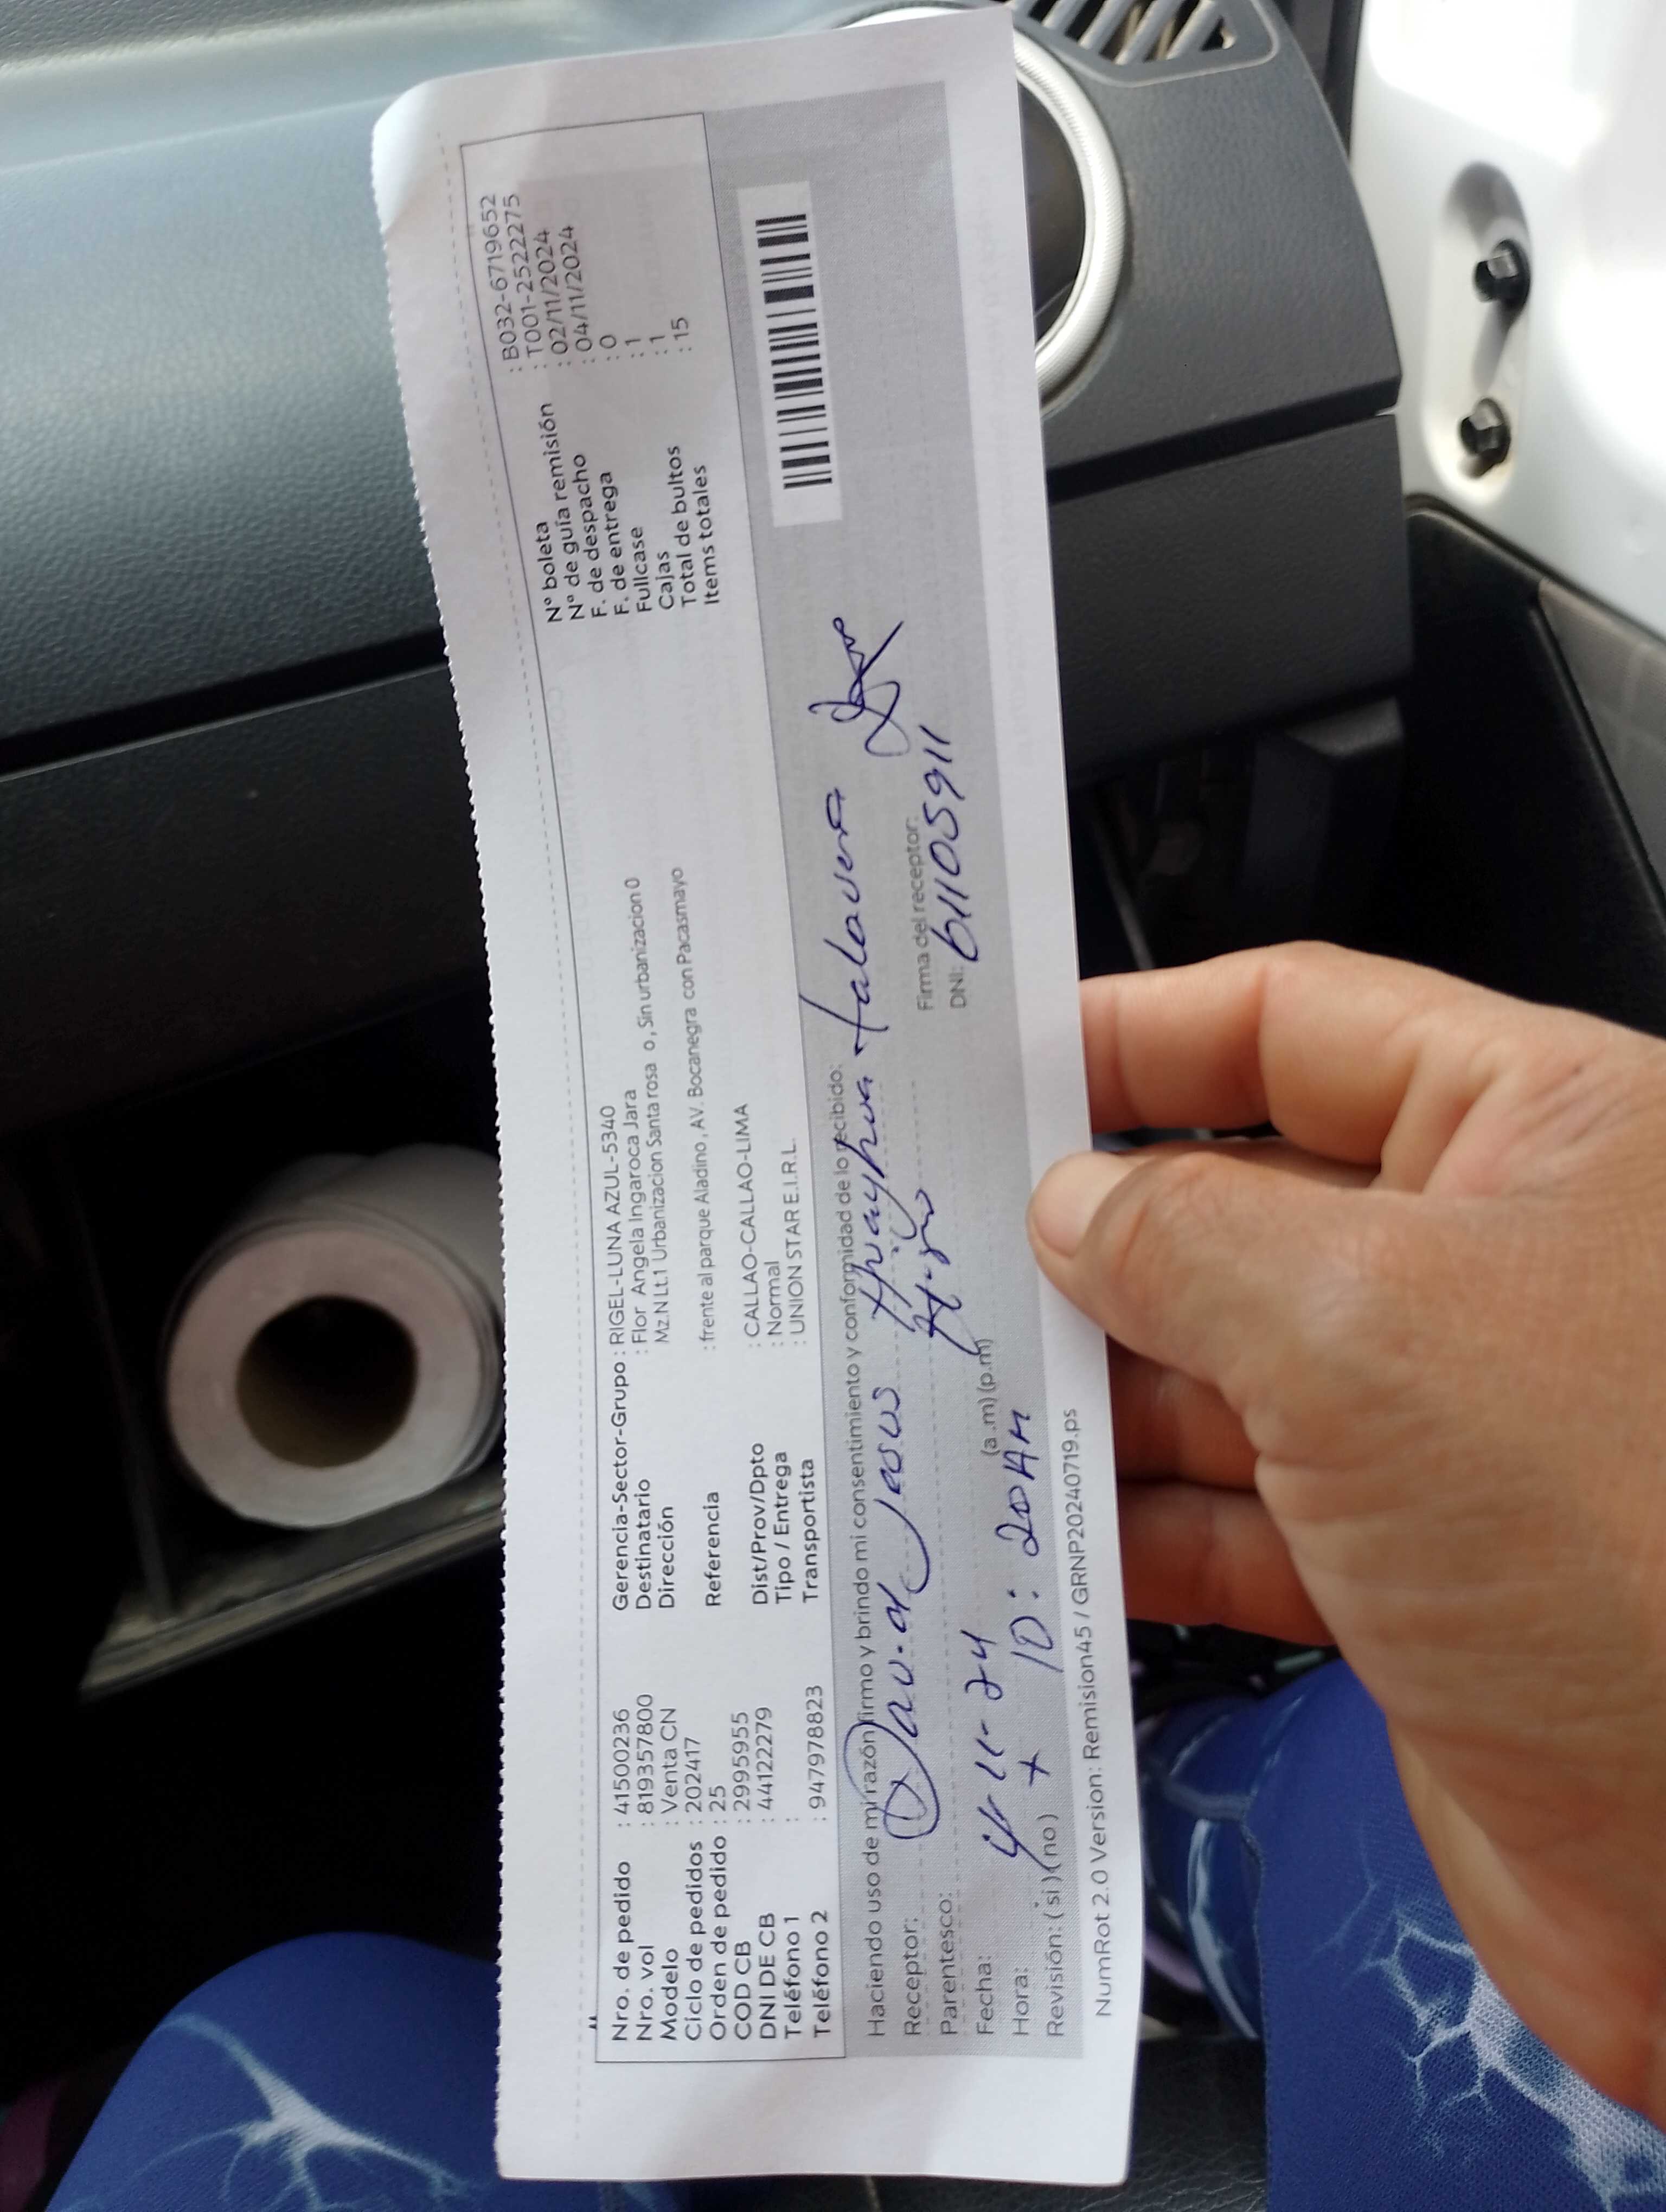 Nro. de pedido : 41500236
Nro. vol : 819357800
Modelo : Venta CN
Ciclo de pedidos : 202417
Orden de pedido : 25
COD CB : 2995955
DNI DE CB : 44122279
Teléfono 1 :
Teléfono 2 : 947978823
Gerencia-Sector-Grupo : RIGEL-LUNA AZUL-5340
Destinatario : Flor Angela Ingaroca Jara
Dirección Mz.N Lt.1 Urbanizacion Santa rosa o, Sin urbanizacion 0
Referencia : frente al parque Aladino, AV. Bocanegra con Pacasmayo
Dist/Prov/Dpto : CALLAO-CALLAO-LIMA
Tipo / Entrega : Normal
Transportista : UNION STAR E.I.R.L.
N° boleta : B032-6719652
N° de guía remisión : T001-2522275
F. de despacho : 02/11/2024
F. de entrega : 04/11/2024
Fullcase : 0
Cajas : 1
Total de bultos : 1
Items totales : 15
Haciendo uso de mi razón firmo y brindo mi consentimiento y conformidad de lo recibido:
Receptor: Jesus Huayhua talavera
Parentesco:
Fecha: 4-11-24
Hora: 10:20AM (a.m) (p.m)
Revisión: (si) (no)
Firma del receptor:
DNI: 61105911
NumRot 2.0 Version: Remision45 / GRNP20240719.ps